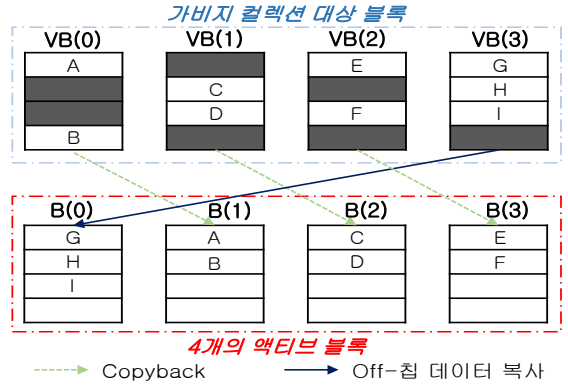 가비지 컬렉션 대상 블록
VB(0) VB(1) VB(2) VB(3)
A E G
C H
D F I
B
B(0) B(1) B(2) B(3)
G A C E
H B D F
I
4개의 액티브 블록
Copyback Off-칩 데이터 복사